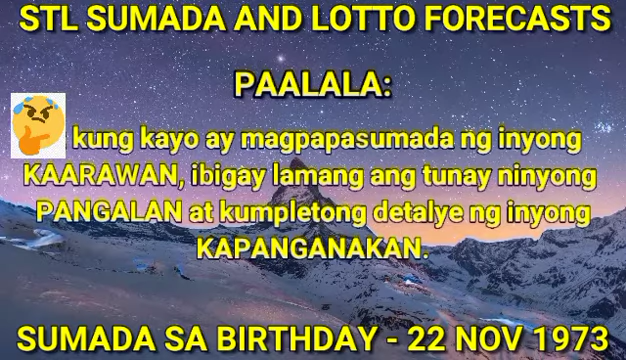 STL SUMADA AND LOTTO FORECASTS
PAALALA:
kung kayo ay magpapasumada ng inyong
KAARAWAN, ibigay lamang ang tunay ninyong
PANGALAN at kumpletong detalye ng inyong
KAPANGANAKAN.
SUMADA SA BIRTHDAY - 22 NOV 1973